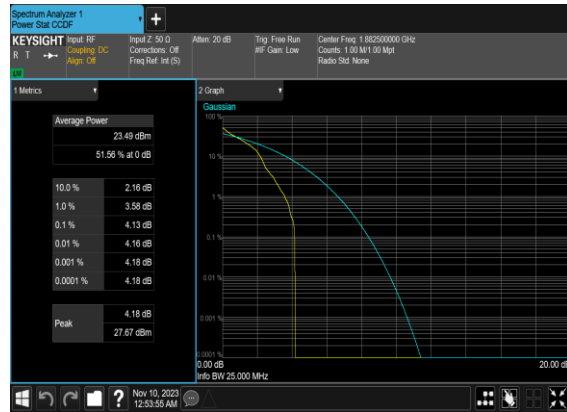 Spectrum Analyzer 1
Power Stat CCDF
KEYSIGHT
R T
LV
Input: RF
Coupling: DC
Align: Off
Input Z: 50 Ω
Corrections: Off
Freq Ref: Int (S)
Atten: 20 dB
Trig: Free Run
#IF Gain: Low
Center Freq: 1.882500000 GHz
Counts: 1.00 M/1.00 Mpt
Radio Std: None
1 Metrics
Average Power
23.49 dBm
51.56 % at 0 dB
10.0 % 2.16 dB
1.0 % 3.58 dB
0.1 % 4.13 dB
0.01 % 4.16 dB
0.001 % 4.18 dB
0.0001 % 4.18 dB
Peak
4.18 dB
27.67 dBm
2 Graph
Gaussian
100 %
10 %
1 %
0.1 %
0.01 %
0.001 %
0.0001 %
0.00 dB
20.00 dB
Info BW 25.000 MHz
?
Nov 10, 2023
12:53:55 AM